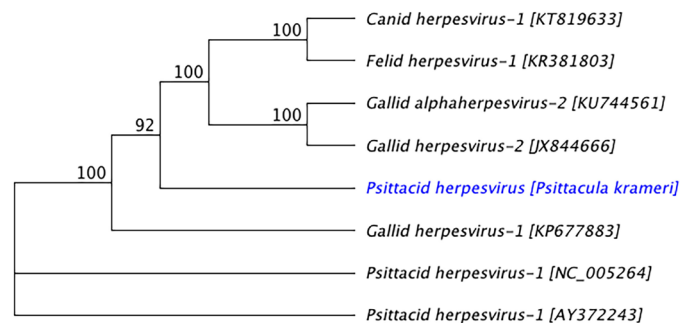 Canid herpesvirus-1 [KT819633]
100
Felid herpesvirus-1 [KR381803]
100
Gallid alphaherpesvirus-2 [KU744561]
100
92
Gallid herpesvirus-2 [JX844666]
100
Psittacid herpesvirus [Psittacula krameri]
Gallid herpesvirus-1 [KP677883]
Psittacid herpesvirus-1 [NC_005264]
Psittacid herpesvirus-1 [AY372243]